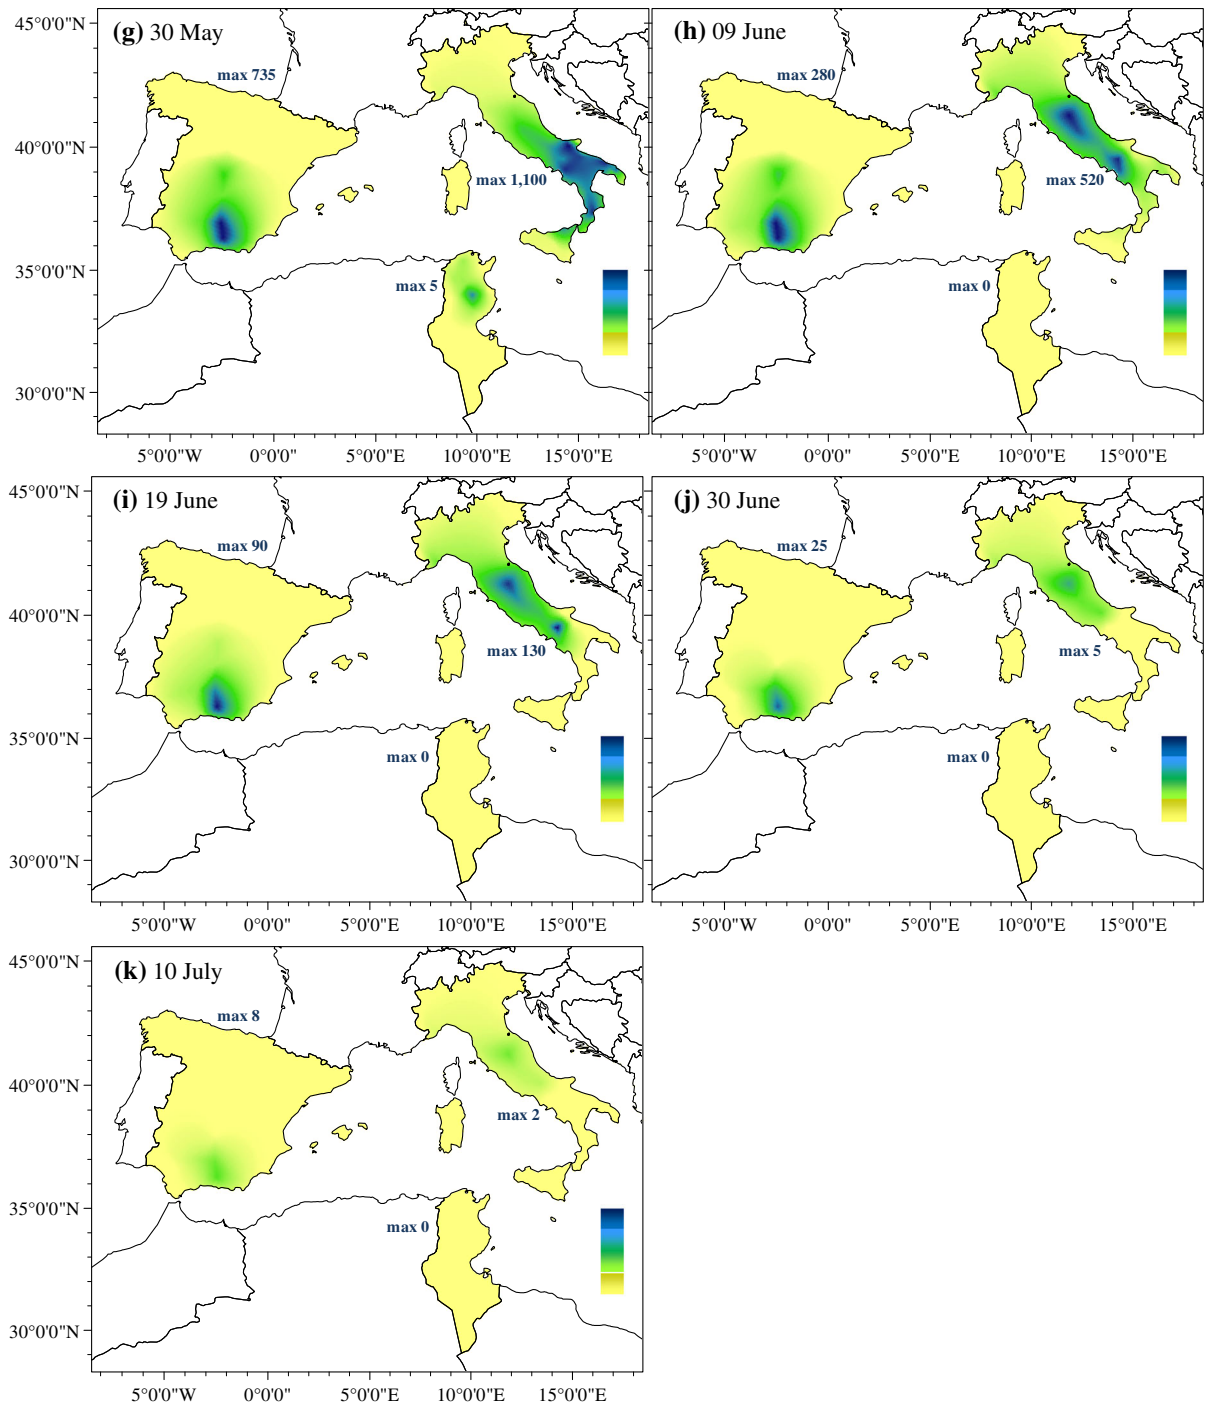 (g) 30 May
max 735
max 1,100
max 5
45°0'0"N
40°0'0"N
35°0'0"N
30°0'0"N
5°0'0"W
0°0'0"
5°0'0"E
10°0'0"E
15°0'0"E
(h) 09 June
max 280
max 520
max 0
5°0'0"W
0°0'0"
5°0'0"E
10°0'0"E
15°0'0"E
(i) 19 June
max 90
max 130
max 0
45°0'0"N
40°0'0"N
35°0'0"N
30°0'0"N
5°0'0"W
0°0'0"
5°0'0"E
10°0'0"E
15°0'0"E
(j) 30 June
max 25
max 5
max 0
5°0'0"W
0°0'0"
5°0'0"E
10°0'0"E
15°0'0"E
(k) 10 July
max 8
max 2
max 0
45°0'0"N
40°0'0"N
35°0'0"N
30°0'0"N
5°0'0"W
0°0'0"
5°0'0"E
10°0'0"E
15°0'0"E